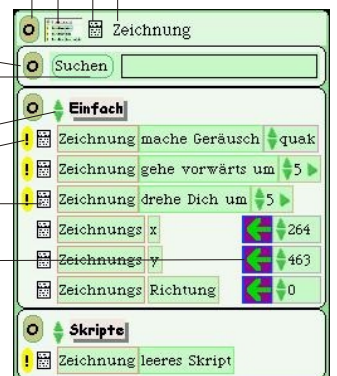 Zeichnung
Suchen
Einfach
! Zeichnung mache Geräusch quak
! Zeichnung gehe vorwärts um 5
! Zeichnung drehe Dich um 5
Zeichnungs x 264
Zeichnungs y 463
Zeichnungs Richtung 0
Skripte
! Zeichnung leeres Skript